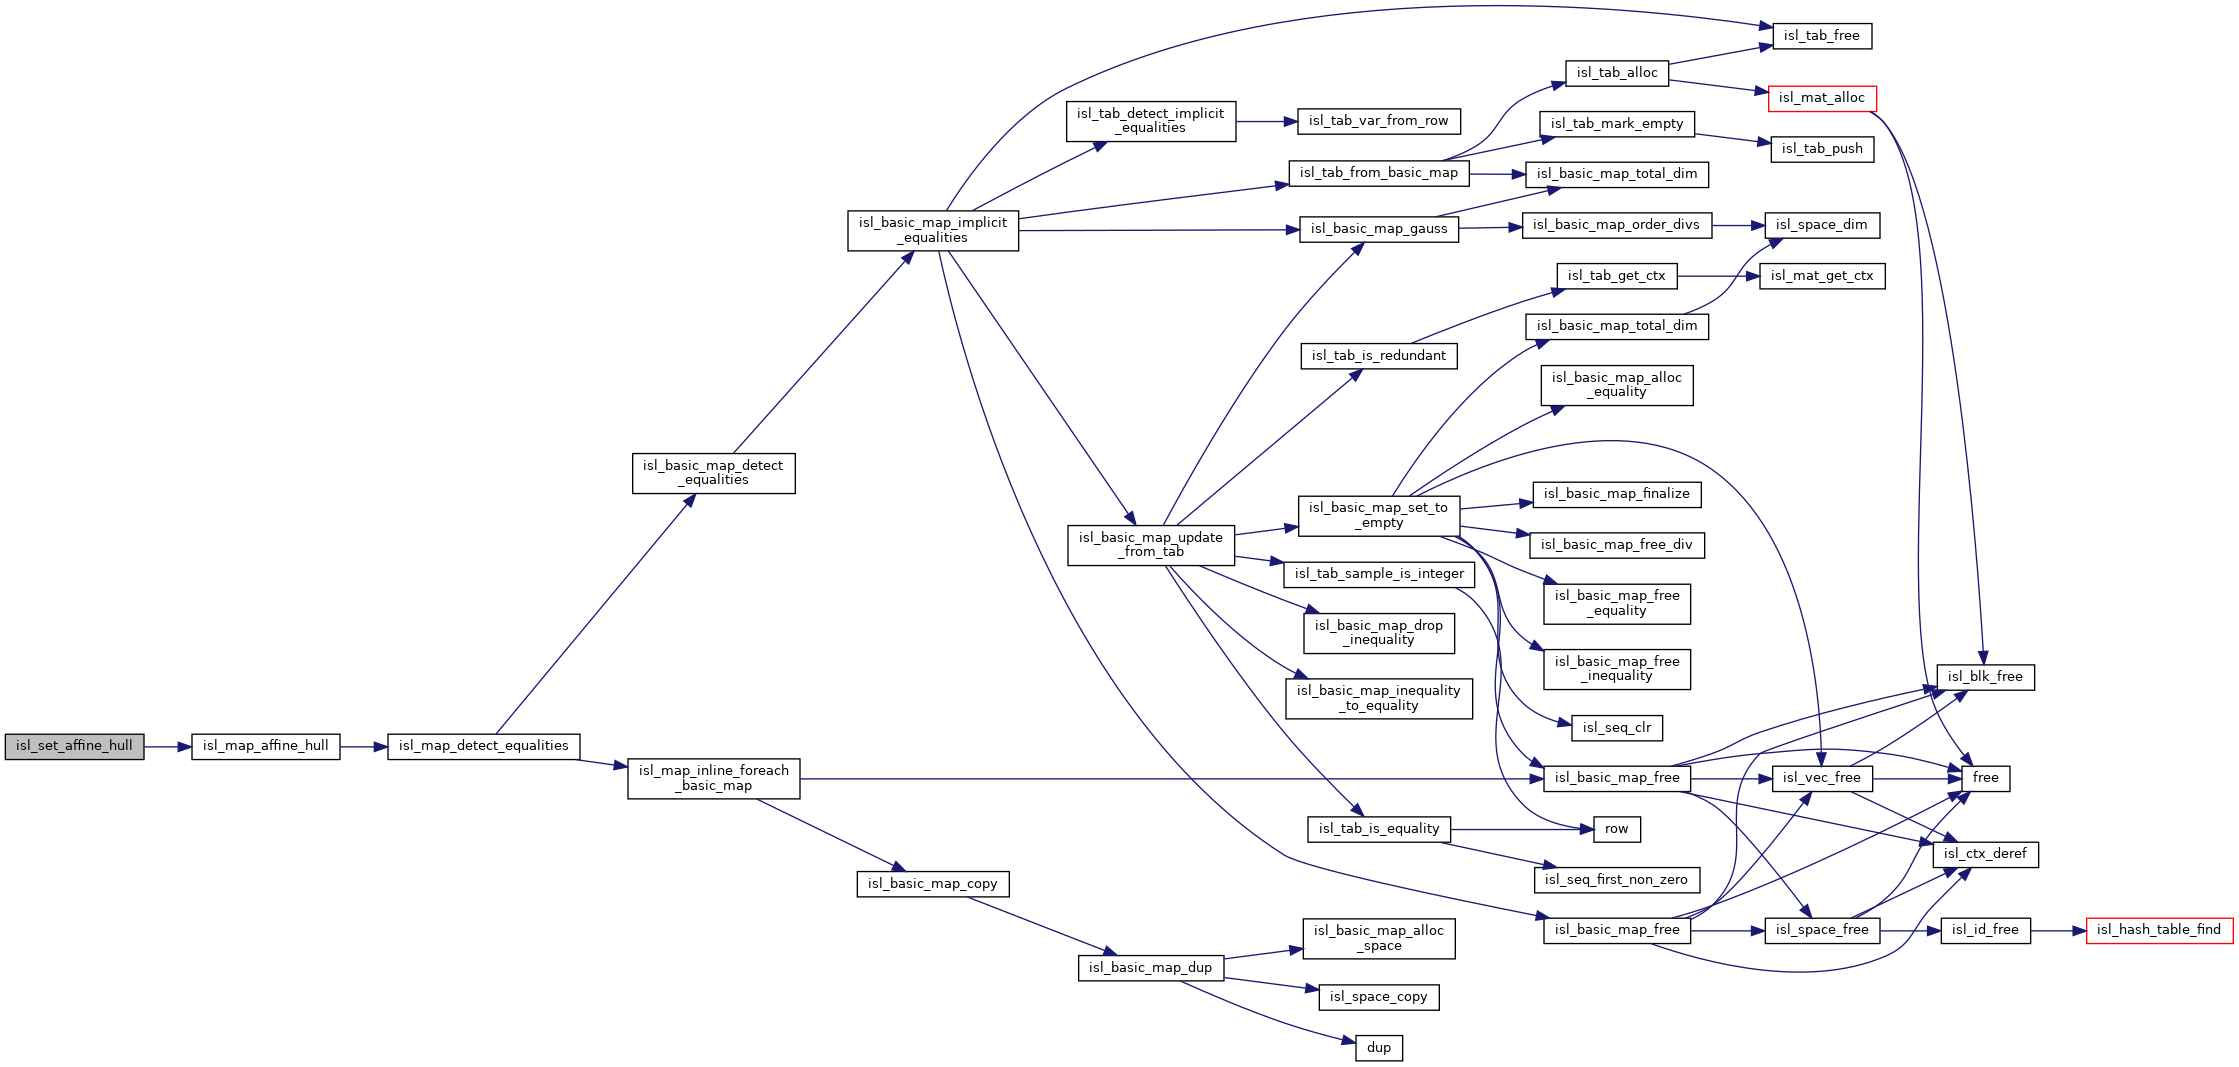 isl_set_affine_hull
isl_map_affine_hull
isl_map_detect_equalities
isl_basic_map_detect
_equalities
isl_map_inline_foreach
_basic_map
isl_basic_map_implicit
_equalities
isl_basic_map_copy
isl_tab_detect_implicit
_equalities
isl_basic_map_update
_from_tab
isl_basic_map_dup
isl_tab_var_from_row
isl_tab_from_basic_map
isl_basic_map_gauss
isl_tab_is_redundant
isl_basic_map_set_to
_empty
isl_tab_sample_is_integer
isl_basic_map_drop
_inequality
isl_basic_map_inequality
_to_equality
isl_tab_is_equality
isl_basic_map_alloc
_space
isl_space_copy
dup
isl_tab_alloc
isl_tab_mark_empty
isl_basic_map_total_dim
isl_basic_map_order_divs
isl_tab_get_ctx
isl_basic_map_total_dim
isl_basic_map_alloc
_equality
isl_basic_map_finalize
isl_basic_map_free_div
isl_basic_map_free
_equality
isl_basic_map_free
_inequality
isl_seq_clr
isl_basic_map_free
row
isl_seq_first_non_zero
isl_basic_map_free
isl_tab_free
isl_mat_alloc
isl_tab_push
isl_space_dim
isl_mat_get_ctx
isl_vec_free
isl_space_free
isl_blk_free
free
isl_ctx_deref
isl_id_free
isl_hash_table_find